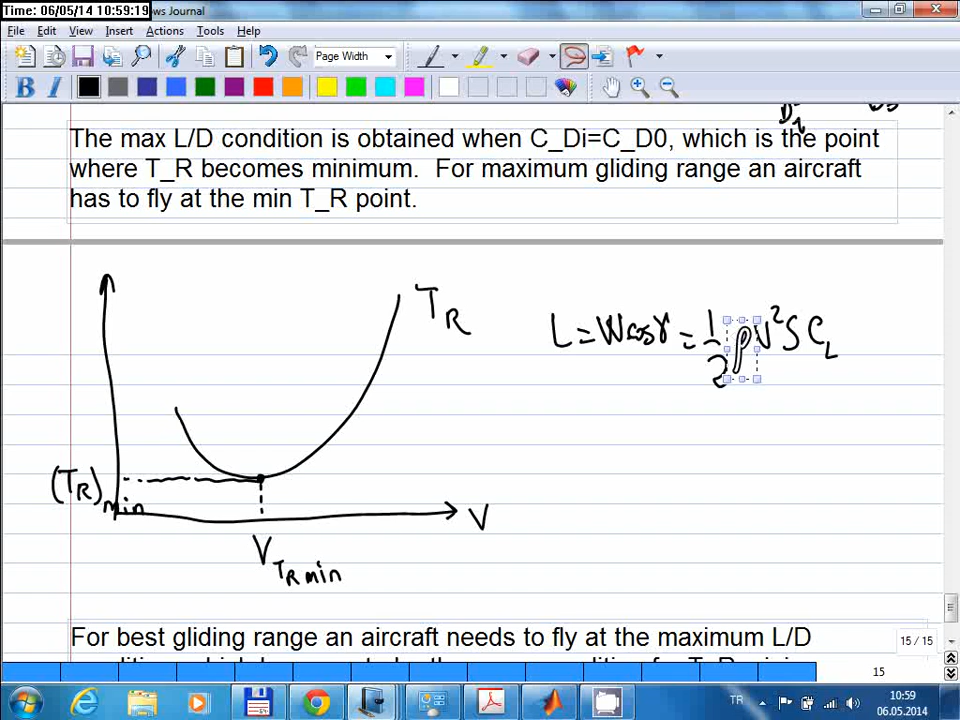 Time: 06/05/14 10:59:19
ws Journal
File Edit View Insert Actions Tools Help
Page Width
B I
The max L/D condition is obtained when C_Di=C_D0, which is the point
where T_R becomes minimum. For maximum gliding range an aircraft
has to fly at the min T_R point.
T_R
L = W cos γ = 1/2 ρ V² S C_L
(T_R)min
V
V_TR min
For best gliding range an aircraft needs to fly at the maximum L/D
15 / 15
15
TR
10:59
06.05.2014